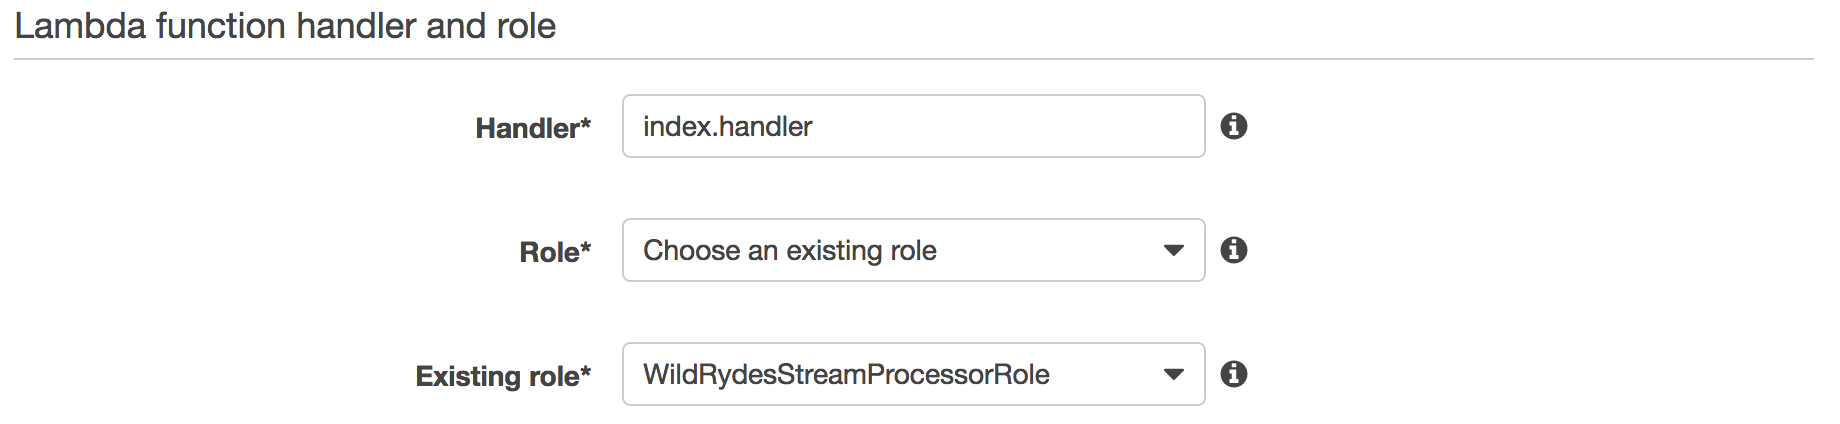 Lambda function handler and role
Handler* index.handler
Role* Choose an existing role
Existing role* WildRydesStreamProcessorRole